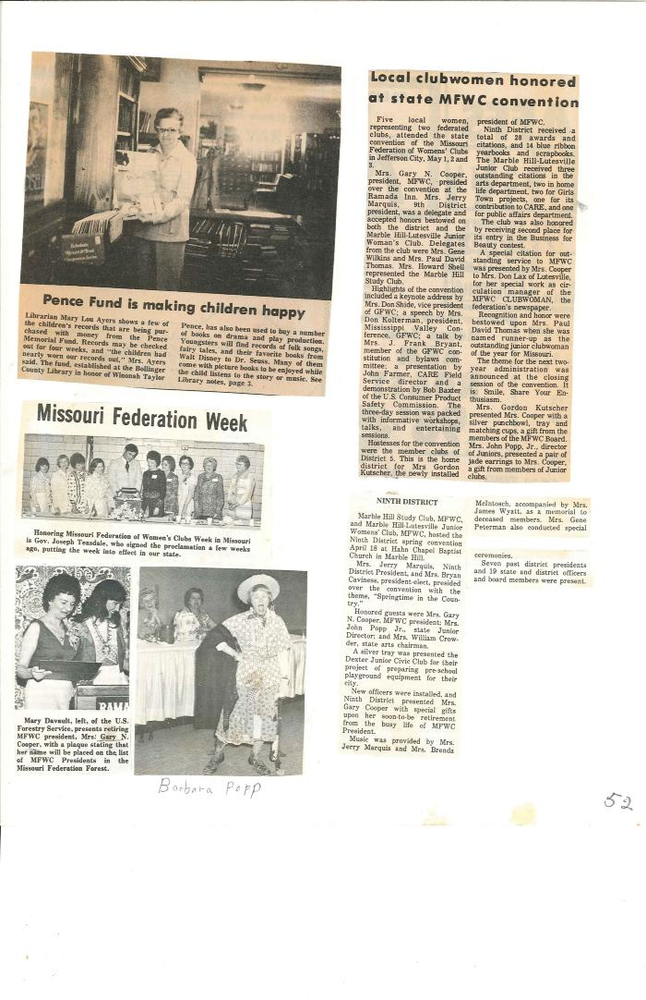 Pence Fund is making children happy
Librarian Mary Lou Ayers shows a few of
the children's records that are being pur-
chased with money from the Pence
Memorial Fund. Records may be checked
out for four weeks, and "the children had
nearly worn our records out," Mrs. Ayers
said. The fund, established at the Bollinger
County Library in honor of Winonah Taylor
Pence, has also been used to buy a number
of books on drama and play production.
Youngsters will find records of folk songs,
fairy tales, and their favorite books from
Walt Disney to Dr. Seuss. Many of them
come with picture books to be enjoyed while
the child listens to the story or music. See
Library notes, page 3.
Missouri Federation Week
Honoring Missouri Federation of Women's Clubs Week in Missouri
is Gov. Joseph Teasdale, who signed the proclamation a few weeks
ago, putting the week into effect in our state.
RAMA
Mary Davault, left, of the U.S.
Forestry Service, presents retiring
MFWC president, Mrs. Gary N.
Cooper, with a plaque stating that
her name will be placed on the list
of MFWC Presidents in the
Missouri Federation Forest.
Barbara Popp
Local clubwomen honored
at state MFWC convention
Five local women,
representing two federated
clubs, attended the state
convention of the Missouri
Federation of Womens' Clubs
in Jefferson City, May 1, 2 and
3.
Mrs. Gary N. Cooper,
president, MFWC, presided
over the convention at the
Ramada Inn. Mrs. Jerry
Marquis, 9th District
president, was a delegate and
accepted honors bestowed on
both the district and the
Marble Hill-Lutesville Junior
Woman's Club. Delegates
from the club were Mrs. Gene
Wilkins and Mrs. Paul David
Thomas. Mrs. Howard Shell
represented the Marble Hill
Study Club.
Highlights of the convention
included a keynote address by
Mrs. Don Shide, vice president
of GFWC; a speech by Mrs.
Don Kolterman, president,
Mississippi Valley Con-
ference, GFWC; a talk by
Mrs. J. Frank Bryant,
member of the GFWC con-
stitution and bylaws com-
mittee; a presentation by
John Farmer, CARE Field
Service director and a
demonstration by Bob Baxter
of the U.S. Consumer Product
Safety Commission. The
three-day session was packed
with informative workshops,
talks, and entertaining
sessions.
Hostesses for the convention
were the member clubs of
District 5. This is the home
district for Mrs Gordon
Kutscher, the newly installed
president of MFWC.
Ninth District received a
total of 28 awards and
citations, and 14 blue ribbon
yearbooks and scrapbooks.
The Marble Hill-Lutesville
Junior Club received three
outstanding citations in the
arts department, two in home
life department, two for Girls
Town projects, one for its
contribution to CARE, and one
for public affairs department.
The club was also honored
by receiving second place for
its entry in the Business for
Beauty contest.
A special citation for out-
standing service to MFWC
was presented by Mrs. Cooper
to Mrs. Don Lax of Lutesville,
for her special work as cir-
culation manager of the
MFWC CLUBWOMAN, the
federation's newspaper.
Recognition and honor were
bestowed upon Mrs. Paul
David Thomas when she was
named runner-up as the
outstanding junior clubwoman
of the year for Missouri.
The theme for the next two-
year administration was
announced at the closing
session of the convention. It
is: Smile, Share Your En-
thusiasm.
Mrs. Gordon Kutscher
presented Mrs. Cooper with a
silver punchbowl, tray and
matching cups, a gift from the
members of the MFWC Board.
Mrs. John Popp, Jr., director
of Juniors, presented a pair of
jade earrings to Mrs. Cooper,
a gift from members of Junior
clubs.
NINTH DISTRICT
Marble Hill Study Club, MFWC,
and Marble Hill-Lutesville Junior
Womens' Club, MFWC, hosted the
Ninth District spring convention
April 18 at Hahn Chapel Baptist
Church in Marble Hill.
Mrs. Jerry Marquis, Ninth
District President, and Mrs. Bryan
Caviness, president-elect, presided
over the convention with the
theme, "Springtime in the Coun-
try."
Honored guests were Mrs. Gary
N. Cooper, MFWC president; Mrs.
John Popp Jr., state Junior
Director; and Mrs. William Crow-
der, state arts chairman.
A silver tray was presented the
Dexter Junior Civic Club for their
project of preparing pre-school
playground equipment for their
city.
New officers were installed, and
Ninth District presented Mrs.
Gary Cooper with special gifts
upon her soon-to-be retirement
from the busy life of MFWC
President.
Music was provided by Mrs.
Jerry Marquis and Mrs. Brenda
McIntosch, accompanied by Mrs.
James Wyatt, as a memorial to
deceased members. Mrs. Gene
Peterman also conducted special
ceremonies.
Seven past district presidents
and 19 state and district officers
and board members were present.
52